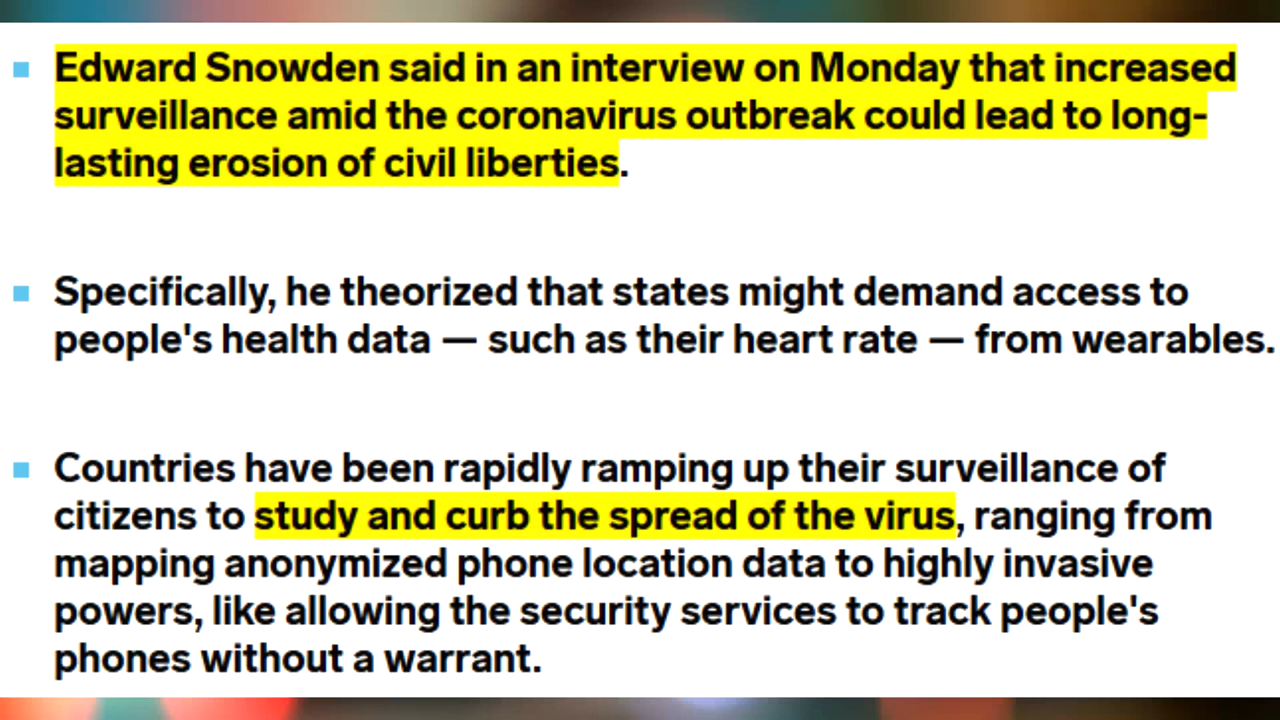 Edward Snowden said in an interview on Monday that increased
surveillance amid the coronavirus outbreak could lead to long-
lasting erosion of civil liberties.
Specifically, he theorized that states might demand access to
people's health data — such as their heart rate — from wearables.
Countries have been rapidly ramping up their surveillance of
citizens to study and curb the spread of the virus, ranging from
mapping anonymized phone location data to highly invasive
powers, like allowing the security services to track people's
phones without a warrant.